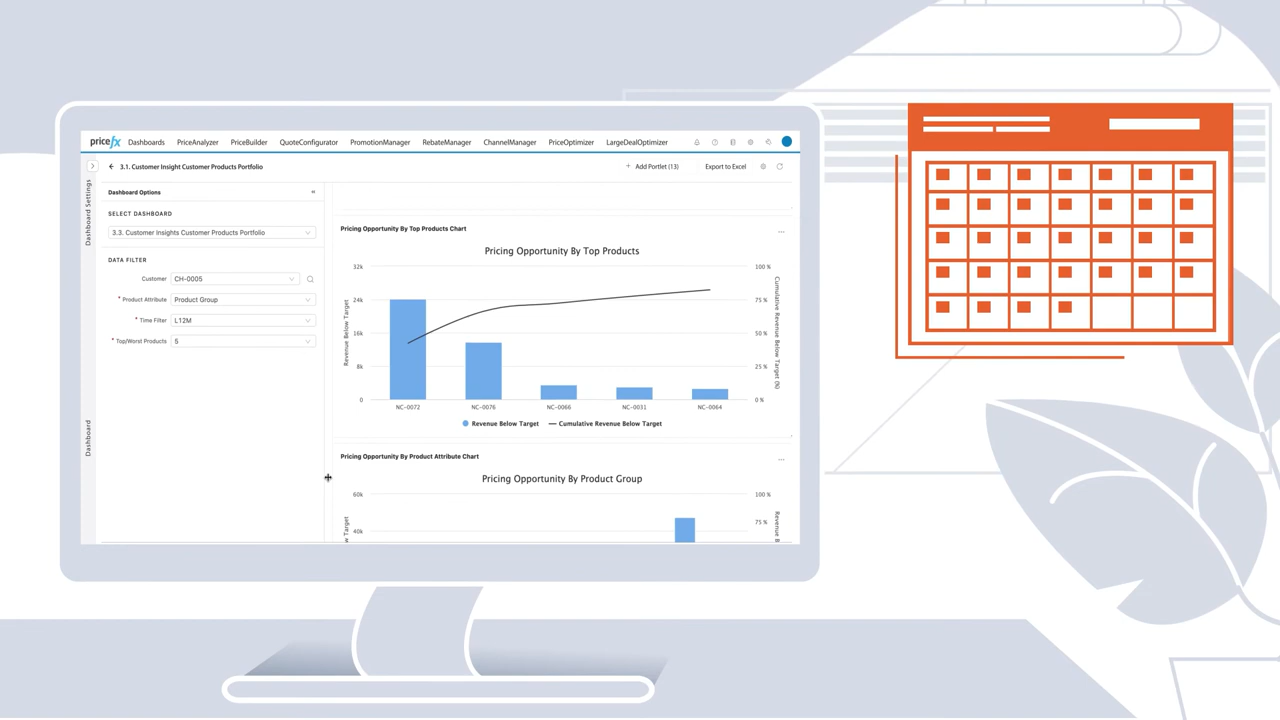 pricefx Dashboards PriceAnalyzer PriceBuilder QuoteConfigurator PromotionManager RebateManager ChannelManager PriceOptimizer LargeDealOptimizer
3.1. Customer Insight Customer Products Portfolio
+ Add Portlet (13) Export to Excel
Dashboard Settings
Dashboard
Dashboard Options
SELECT DASHBOARD
3.3. Customer Insights Customer Products Portfolio
DATA FILTER
Customer CH-0005
* Product Attribute Product Group
* Time Filter L12M
* Top/Worst Products 5
Pricing Opportunity By Top Products Chart
Pricing Opportunity By Top Products
Revenue Below Target
32k
24k
16k
8k
0
100 %
75 %
50 %
25 %
0 %
Cumulative Revenue Below Target (%)
NC-0072 NC-0076 NC-0066 NC-0031 NC-0064
Revenue Below Target Cumulative Revenue Below Target
Pricing Opportunity By Product Attribute Chart
Pricing Opportunity By Product Group
60k
40k
100 %
75 %
w Target
Revenue B